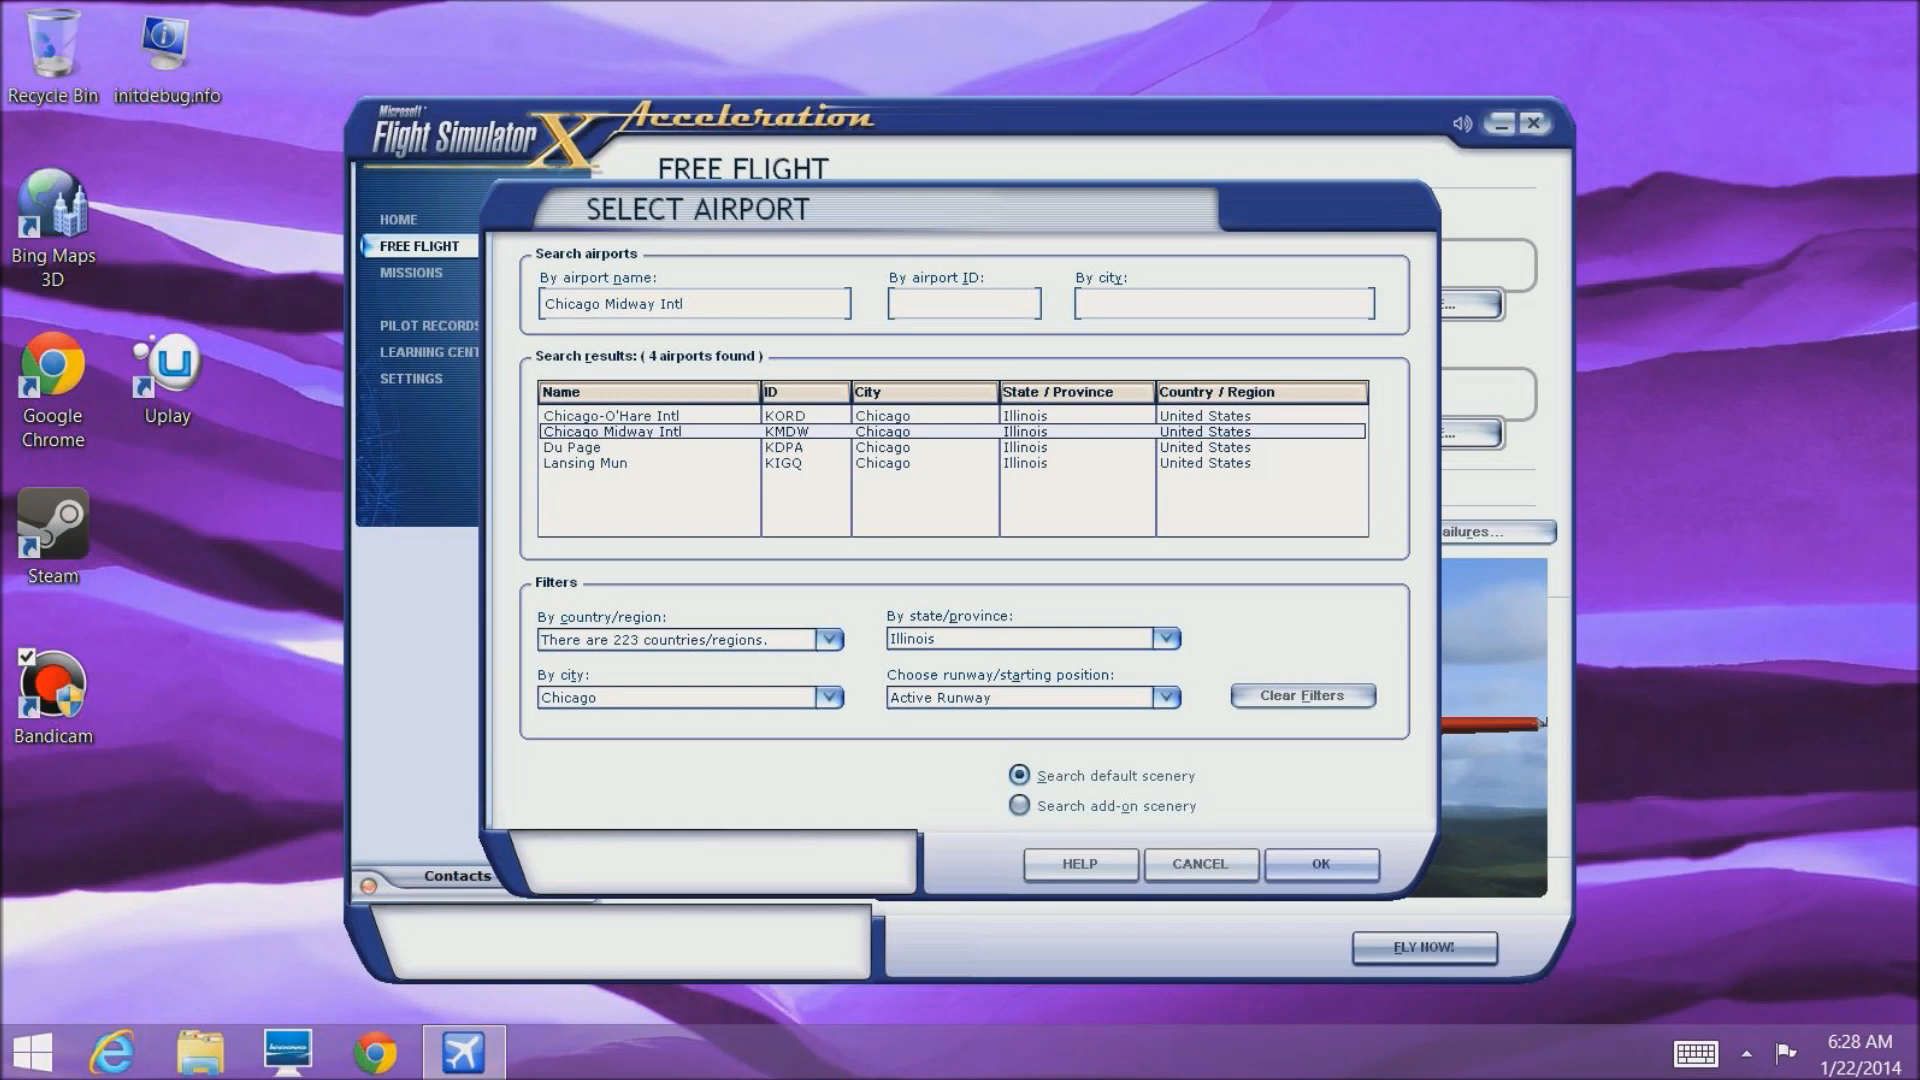 Recycle Bin
initdebug.nfo
Bing Maps
3D
Google
Chrome
Uplay
Steam
Bandicam
Microsoft
Flight Simulator X Acceleration
FREE FLIGHT
HOME
FREE FLIGHT
MISSIONS
PILOT RECORDS
LEARNING CENT
SETTINGS
Contacts
SELECT AIRPORT
Search airports
By airport name: By airport ID: By city:
Chicago Midway Intl
Search results: ( 4 airports found )
Name ID City State / Province Country / Region
Chicago-O'Hare Intl KORD Chicago Illinois United States
Chicago Midway Intl KMDW Chicago Illinois United States
Du Page KDPA Chicago Illinois United States
Lansing Mun KIGQ Chicago Illinois United States
Filters
By country/region: By state/province:
There are 223 countries/regions. Illinois
By city: Choose runway/starting position:
Chicago Active Runway Clear Filters
Search default scenery
Search add-on scenery
HELP CANCEL OK
ailures...
FLY NOW!
6:28 AM
1/22/2014